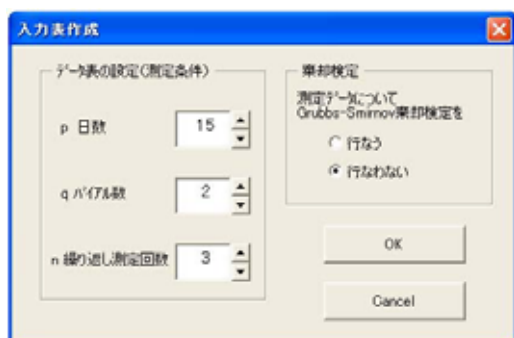 入力表作成
データ表の設定(測定条件)
p 日数
15
q バイアル数
2
n 繰り返し測定回数
3
棄却検定
測定データについて
Grubbs-Smirnov棄却検定を
行なう
行なわない
OK
Cancel